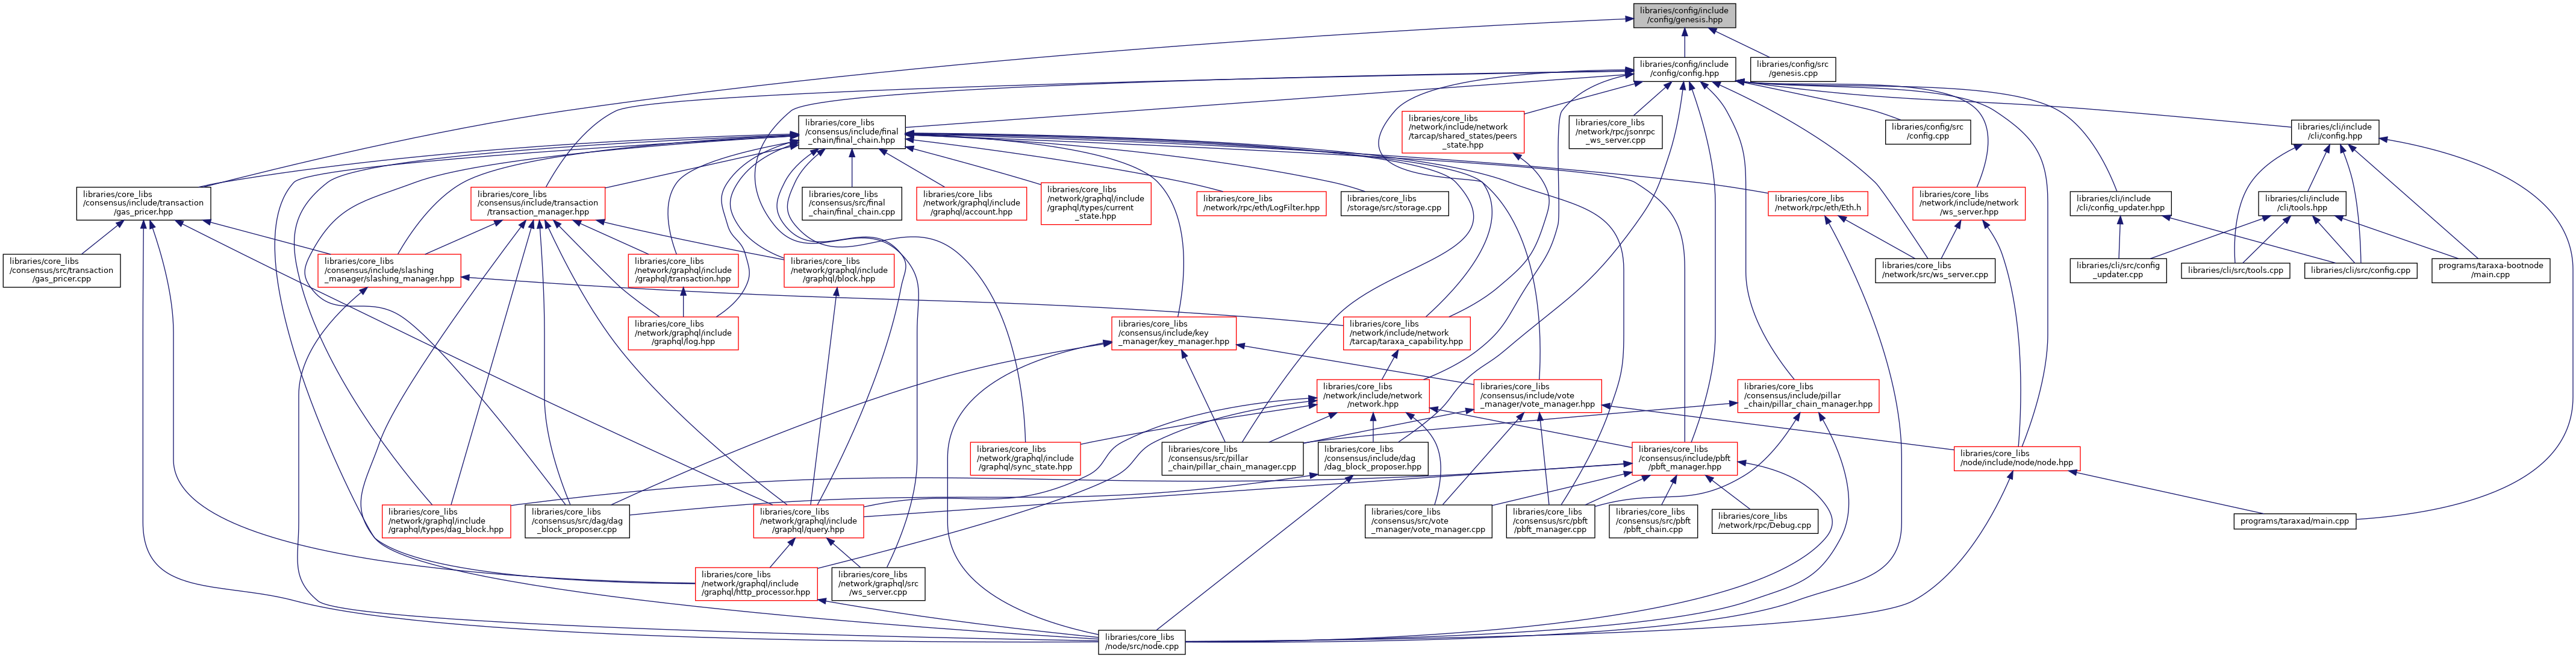 libraries/config/include
/config/genesis.hpp
libraries/config/include
/config/config.hpp
libraries/config/src
/genesis.cpp
libraries/core_libs
/consensus/include/final
_chain/final_chain.hpp
libraries/core_libs
/network/include/network
/tarcap/shared_states/peers
_state.hpp
libraries/core_libs
/network/rpc/jsonrpc
_ws_server.cpp
libraries/config/src
/config.cpp
libraries/cli/include
/cli/config.hpp
libraries/core_libs
/consensus/include/transaction
/gas_pricer.hpp
libraries/core_libs
/consensus/include/transaction
/transaction_manager.hpp
libraries/core_libs
/consensus/src/final
_chain/final_chain.cpp
libraries/core_libs
/network/graphql/include
/graphql/account.hpp
libraries/core_libs
/network/graphql/include
/graphql/types/current
_state.hpp
libraries/core_libs
/network/rpc/eth/LogFilter.hpp
libraries/core_libs
/storage/src/storage.cpp
libraries/core_libs
/network/rpc/eth/Eth.h
libraries/core_libs
/network/include/network
/ws_server.hpp
libraries/cli/include
/cli/config_updater.hpp
libraries/cli/include
/cli/tools.hpp
libraries/core_libs
/consensus/src/transaction
/gas_pricer.cpp
libraries/core_libs
/consensus/include/slashing
_manager/slashing_manager.hpp
libraries/core_libs
/network/graphql/include
/graphql/transaction.hpp
libraries/core_libs
/network/graphql/include
/graphql/block.hpp
libraries/core_libs
/network/src/ws_server.cpp
libraries/cli/src/config
_updater.cpp
libraries/cli/src/tools.cpp
libraries/cli/src/config.cpp
programs/taraxa-bootnode
/main.cpp
libraries/core_libs
/network/graphql/include
/graphql/log.hpp
libraries/core_libs
/consensus/include/key
_manager/key_manager.hpp
libraries/core_libs
/network/include/network
/tarcap/taraxa_capability.hpp
libraries/core_libs
/network/include/network
/network.hpp
libraries/core_libs
/consensus/include/vote
_manager/vote_manager.hpp
libraries/core_libs
/consensus/include/pillar
_chain/pillar_chain_manager.hpp
libraries/core_libs
/network/graphql/include
/graphql/sync_state.hpp
libraries/core_libs
/consensus/src/pillar
_chain/pillar_chain_manager.cpp
libraries/core_libs
/consensus/include/dag
/dag_block_proposer.hpp
libraries/core_libs
/consensus/include/pbft
/pbft_manager.hpp
libraries/core_libs
/node/include/node/node.hpp
libraries/core_libs
/network/graphql/include
/graphql/types/dag_block.hpp
libraries/core_libs
/consensus/src/dag/dag
_block_proposer.cpp
libraries/core_libs
/network/graphql/include
/graphql/query.hpp
libraries/core_libs
/consensus/src/vote
_manager/vote_manager.cpp
libraries/core_libs
/consensus/src/pbft
/pbft_manager.cpp
libraries/core_libs
/consensus/src/pbft
/pbft_chain.cpp
libraries/core_libs
/network/rpc/Debug.cpp
programs/taraxad/main.cpp
libraries/core_libs
/network/graphql/include
/graphql/http_processor.hpp
libraries/core_libs
/network/graphql/src
/ws_server.cpp
libraries/core_libs
/node/src/node.cpp